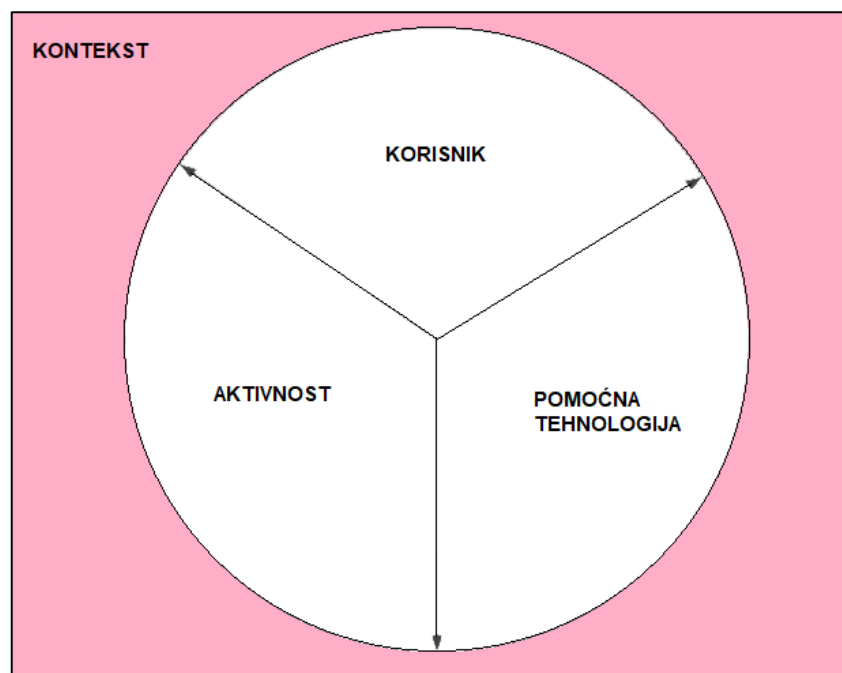 KONTEKST
KORISNIK
AKTIVNOST
POMOĆNA
TEHNOLOGIJA